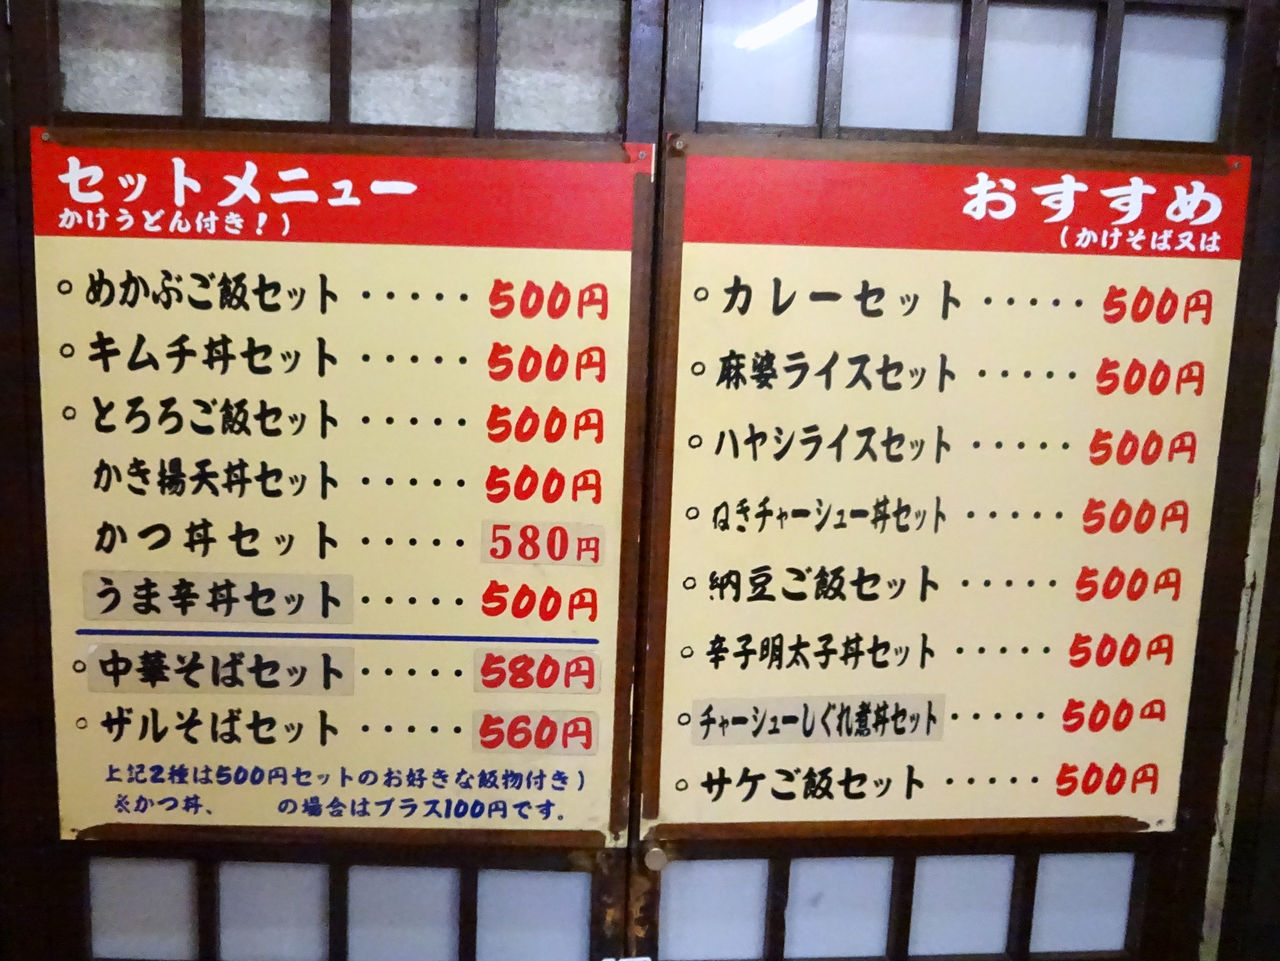 セットメニュー
かけうどん付き！)
○めかぶご飯セット・・・・・500円
○キムチ丼セット・・・・・500円
○とろろご飯セット・・・・・500円
かき揚天丼セット・・・・・500円
かつ丼セット・・・・・580円
うま辛丼セット・・・・・500円
○中華そばセット・・・・・580円
○ザルそばセット・・・・・560円
上記2種は500円セットのお好きな飯物付き)
※かつ丼、　　の場合はプラス100円です。
おすすめ
(かけそば又は
○カレーセット・・・・・500円
○麻婆ライスセット・・・・・500円
○ハヤシライスセット・・・・・500円
○ねぎチャーシュー丼セット・・・・・500円
○納豆ご飯セット・・・・・500円
○辛子明太子丼セット・・・・・500円
○チャーシューしぐれ煮丼セット・・・・・500円
○サケご飯セット・・・・・500円